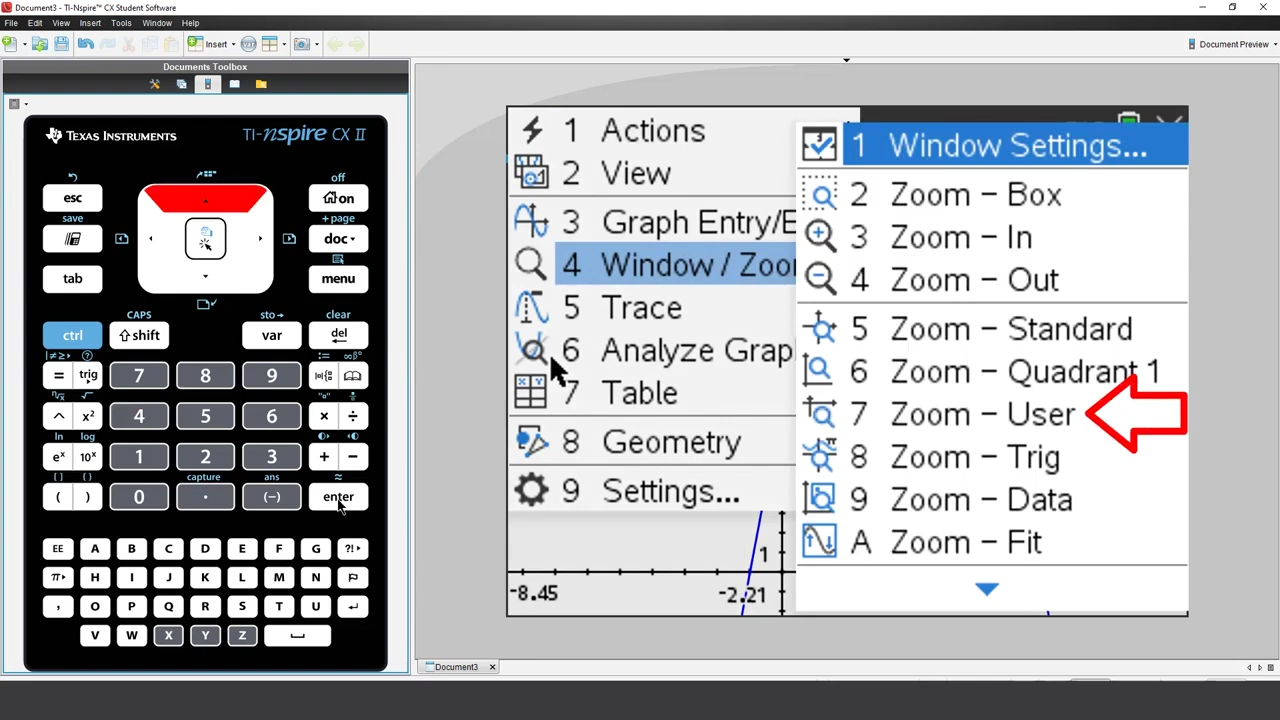 Document3 - TI-Nspire™ CX Student Software
File Edit View Insert Tools Window Help
Insert
Document Preview
Documents Toolbox
TEXAS INSTRUMENTS
TI-nspire CX II
esc
save
off
on
+ page
doc
tab
menu
CAPS
sto→
clear
ctrl
shift
var
del
= trig 7 8 9
^ x² 4 5 6 × ÷
ln log
eˣ 10ˣ 1 2 3 + −
[ ] { } capture ans ≈
( ) 0 . (−) enter
EE A B C D E F G ?!
π H I J K L M N
, O P Q R S T U
V W X Y Z
1 Actions
2 View
3 Graph Entry/E
4 Window / Zoo
5 Trace
6 Analyze Grap
7 Table
8 Geometry
9 Settings...
1 Window Settings...
2 Zoom – Box
3 Zoom – In
4 Zoom – Out
5 Zoom – Standard
6 Zoom – Quadrant 1
7 Zoom – User
8 Zoom – Trig
9 Zoom – Data
A Zoom – Fit
1
-8.45
-2.21
Document3